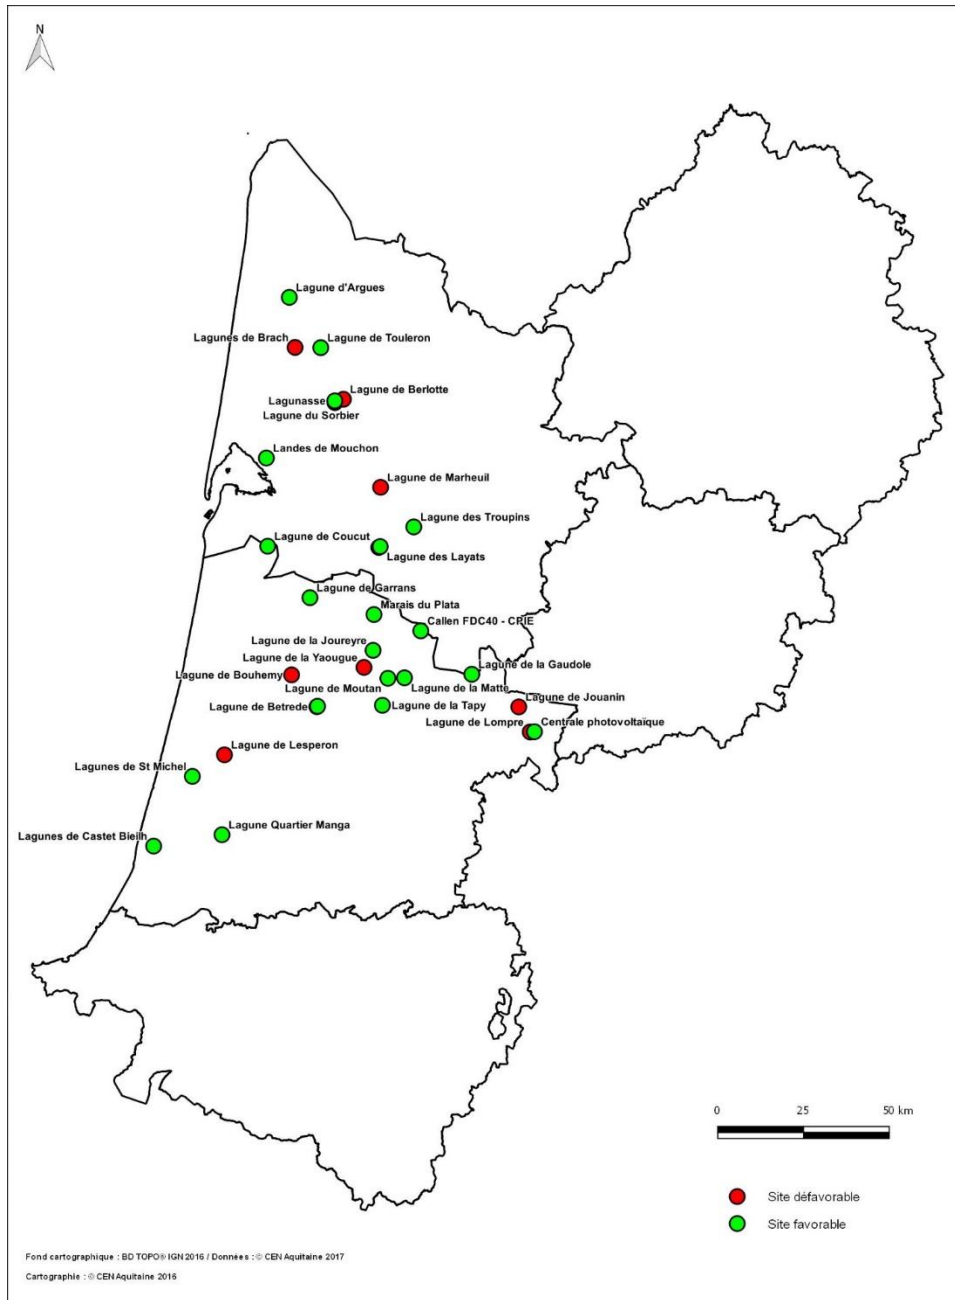 N
Lagune d'Argues
Lagunes de Brach
Lagune de Touleron
Lagune de Berlotte
Lagunasse
Lagune du Sorbier
Landes de Mouchon
Lagune de Marheuil
Lagune des Troupins
Lagune de Coucut
Lagune des Layats
Lagune de Garrans
Marais du Plata
Callen FDC40 - CPIE
Lagune de la Joureyre
Lagune de la Yaougue
Lagune de la Gaudole
Lagune de Bouhemy
Lagune de Moutan
Lagune de la Matte
Lagune de Jouanin
Lagune de Betrede
Lagune de la Tapy
Lagune de Lompre
Centrale photovoltaïque
Lagune de Lesperon
Lagunes de St Michel
Lagune Quartier Manga
Lagunes de Castet Bieilh
0 25 50 km
Site défavorable
Site favorable
Fond cartographique : BD TOPO® IGN 2016 / Données : © CEN Aquitaine 2017
Cartographie : © CEN Aquitaine 2016